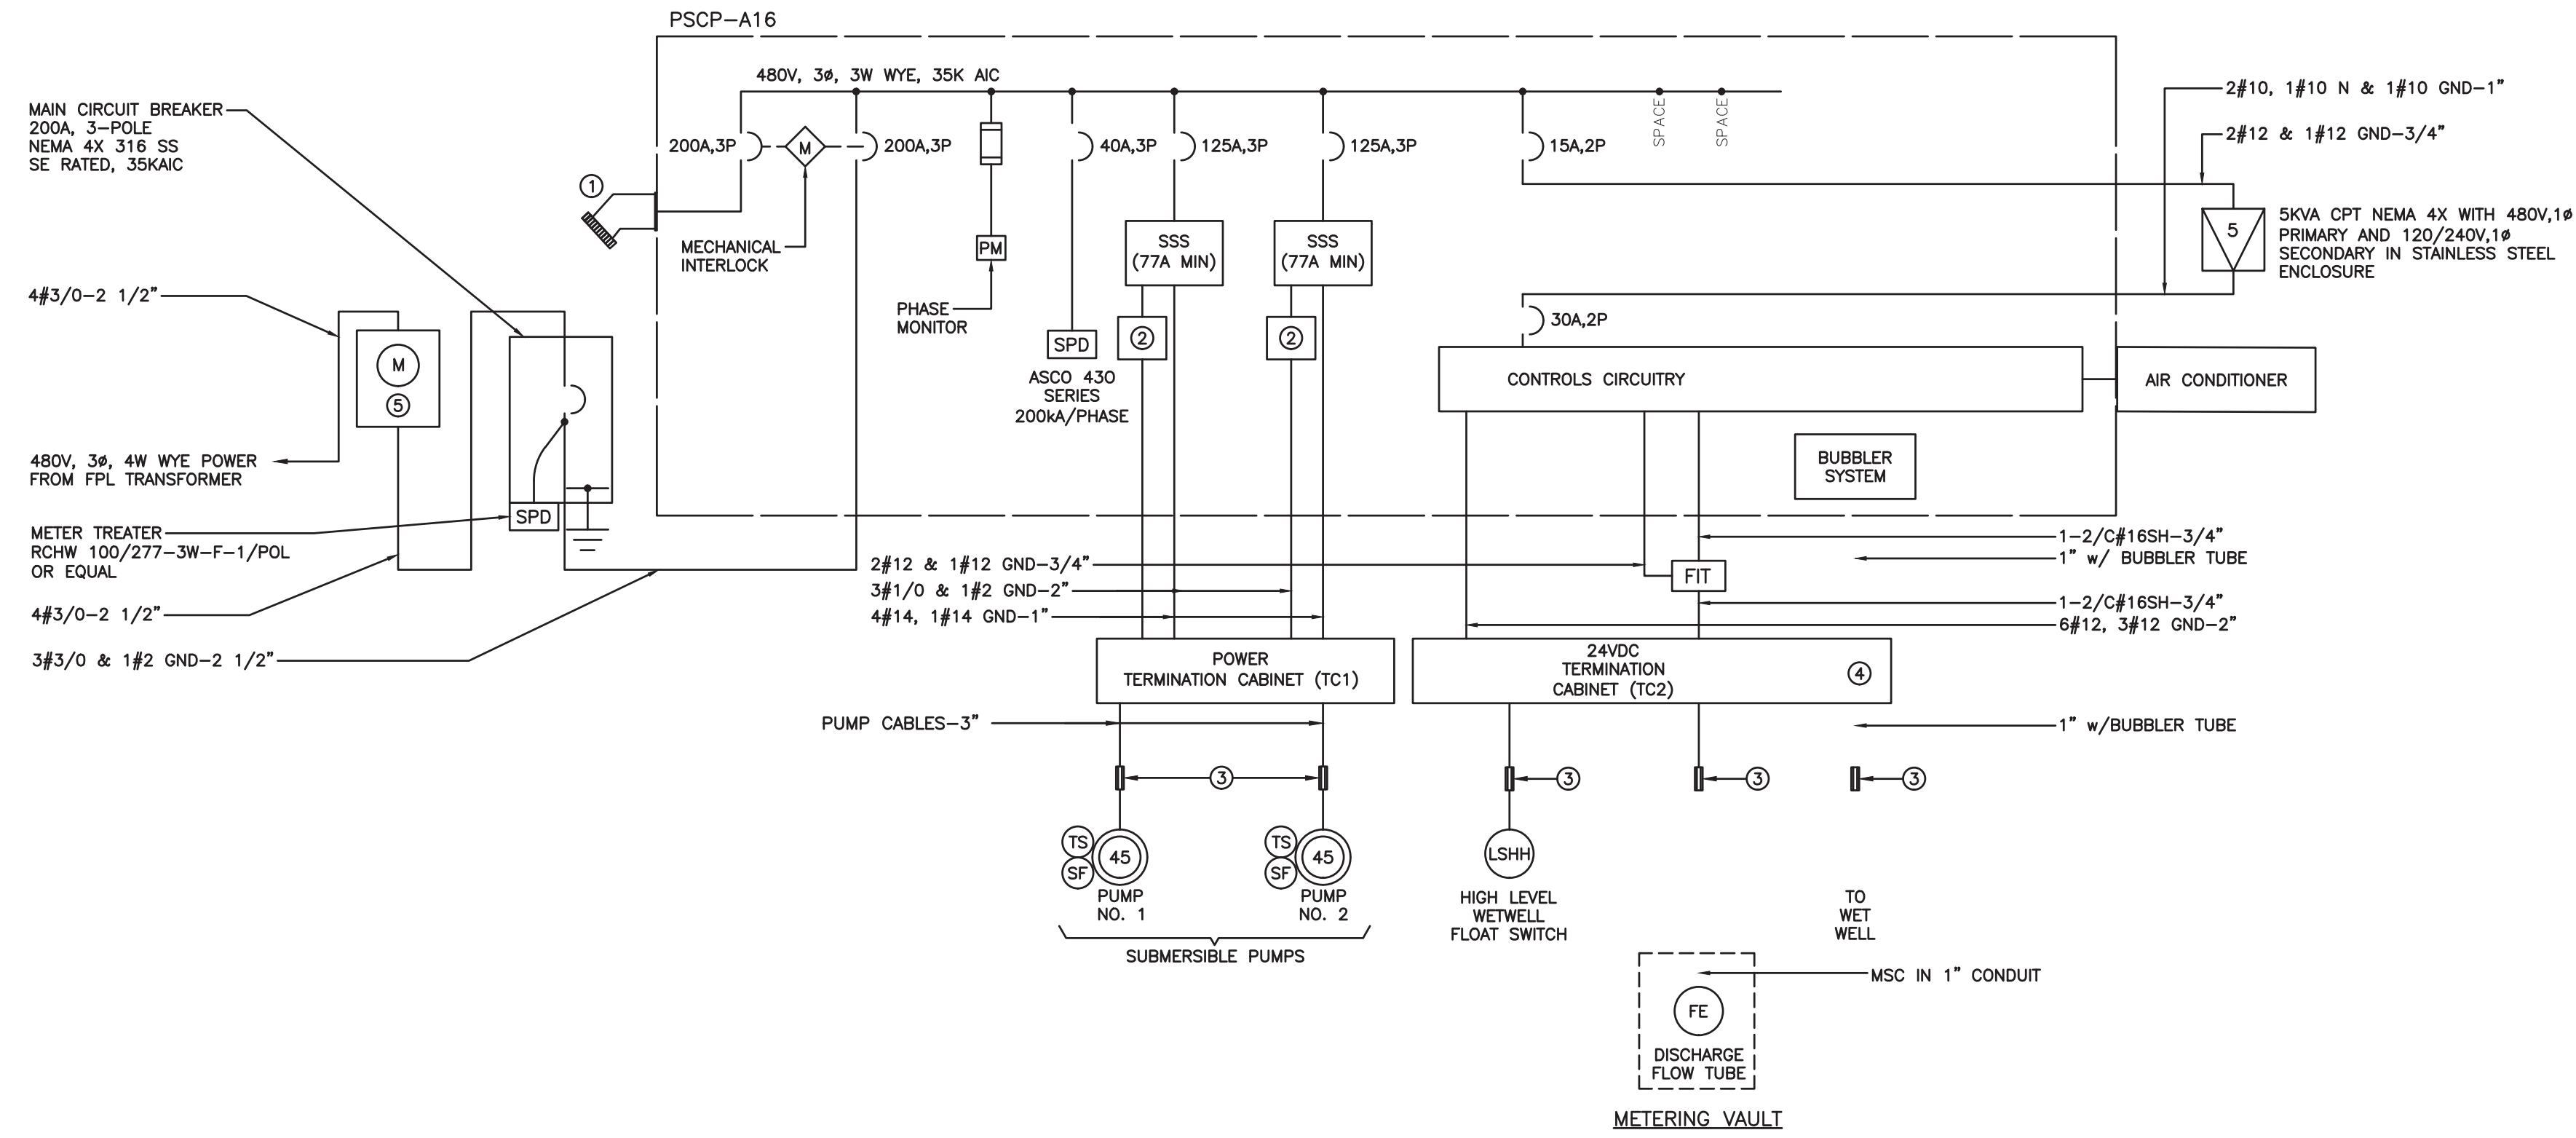 PSCP-A16
480V, 3ø, 3W WYE, 35K AIC
MAIN CIRCUIT BREAKER
200A, 3-POLE
NEMA 4X 316 SS
SE RATED, 35KAIC
200A,3P
M
200A,3P
40A,3P
125A,3P
125A,3P
15A,2P
SPACE
SPACE
2#10, 1#10 N & 1#10 GND-1"
2#12 & 1#12 GND-3/4"
1
MECHANICAL
INTERLOCK
PM
PHASE
MONITOR
SSS
(77A MIN)
SSS
(77A MIN)
5
5KVA CPT NEMA 4X WITH 480V,1ø
PRIMARY AND 120/240V,1ø
SECONDARY IN STAINLESS STEEL
ENCLOSURE
4#3/0-2 1/2"
M
5
SPD
ASCO 430
SERIES
200kA/PHASE
2
2
30A,2P
CONTROLS CIRCUITRY
AIR CONDITIONER
BUBBLER
SYSTEM
480V, 3ø, 4W WYE POWER
FROM FPL TRANSFORMER
SPD
METER TREATER
RCHW 100/277-3W-F-1/POL
OR EQUAL
4#3/0-2 1/2"
3#3/0 & 1#2 GND-2 1/2"
2#12 & 1#12 GND-3/4"
3#1/0 & 1#2 GND-2"
4#14, 1#14 GND-1"
FIT
1-2/C#16SH-3/4"
1" w/ BUBBLER TUBE
1-2/C#16SH-3/4"
6#12, 3#12 GND-2"
POWER
TERMINATION CABINET (TC1)
24VDC
TERMINATION
CABINET (TC2)
4
PUMP CABLES-3"
1" w/BUBBLER TUBE
3
3
3
3
TS
SF
45
PUMP
NO. 1
TS
SF
45
PUMP
NO. 2
SUBMERSIBLE PUMPS
LSHH
HIGH LEVEL
WETWELL
FLOAT SWITCH
TO
WET
WELL
MSC IN 1" CONDUIT
FE
DISCHARGE
FLOW TUBE
METERING VAULT